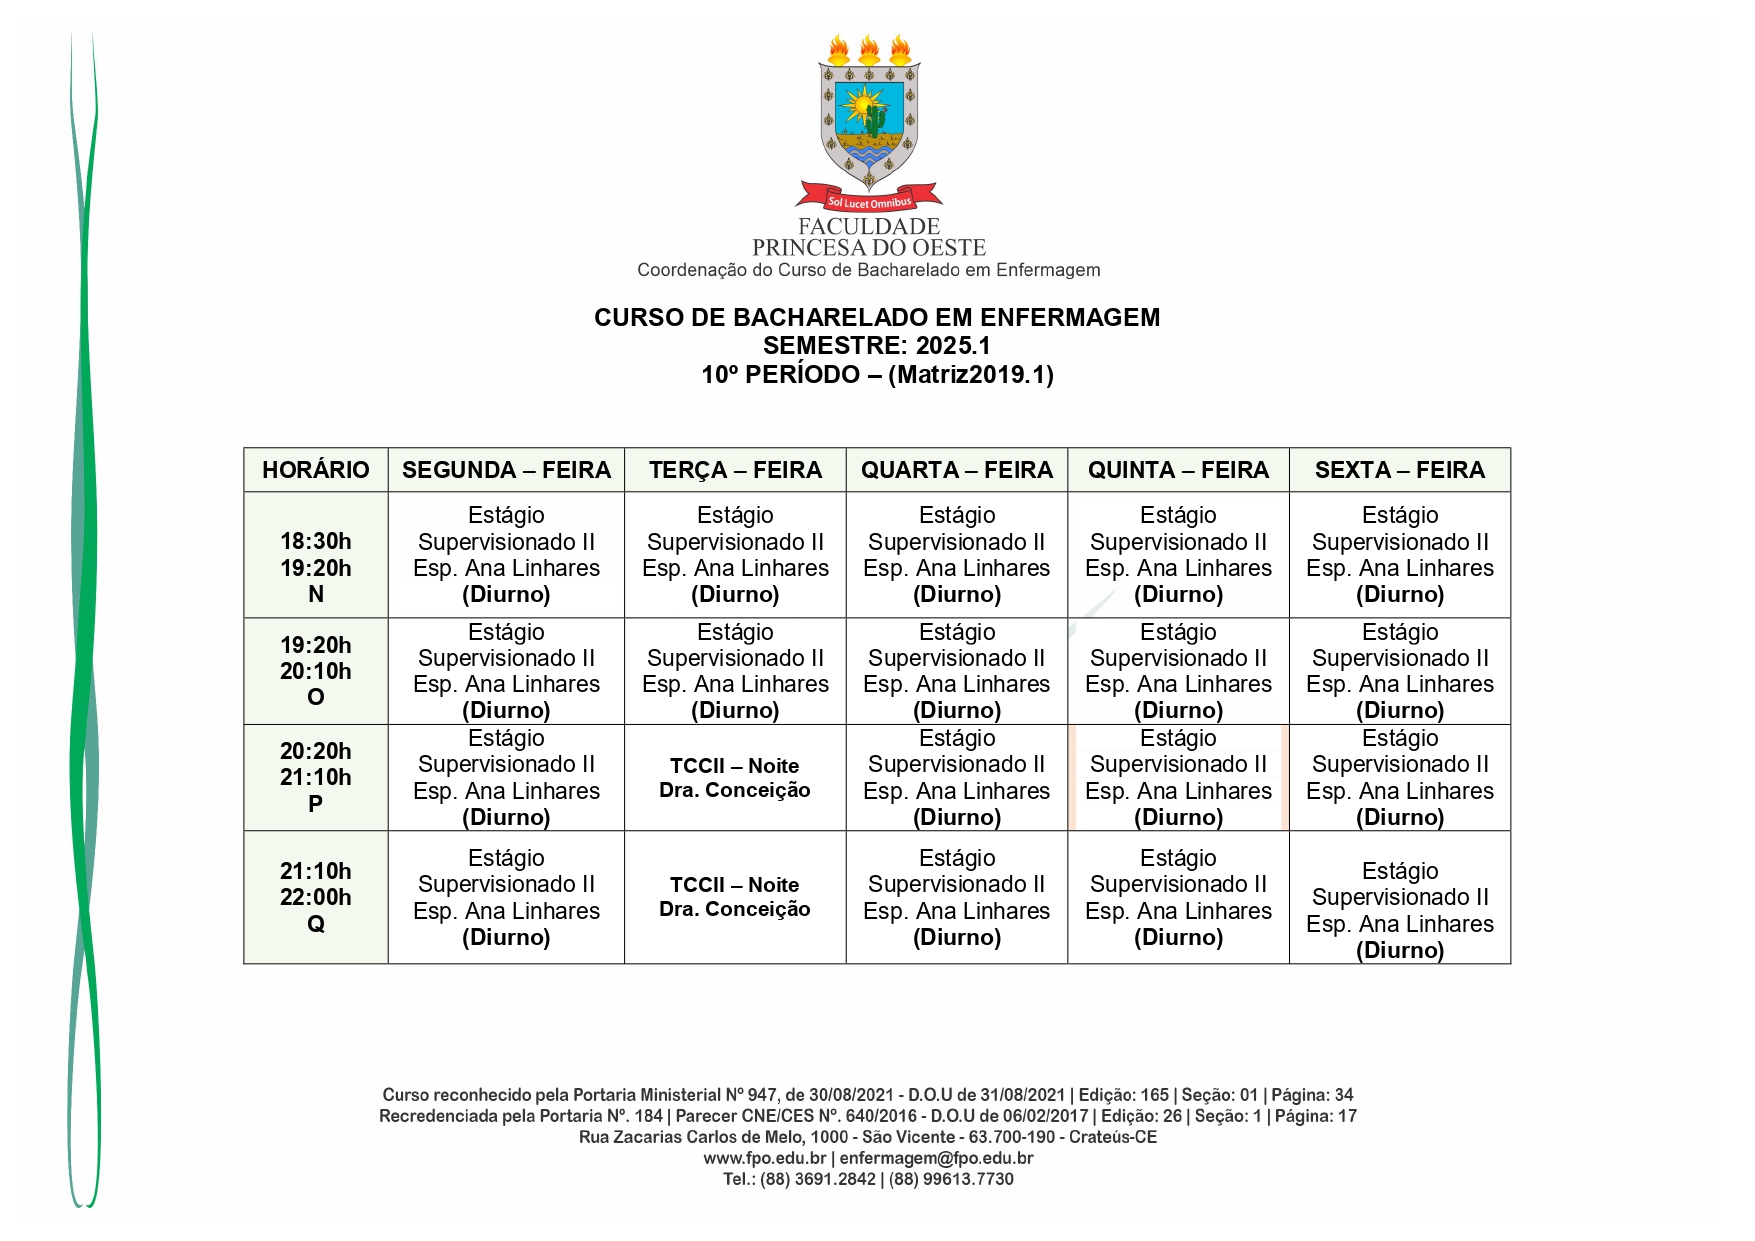 Sol Lucet Omnibus
FACULDADE
PRINCESA DO OESTE
Coordenação do Curso de Bacharelado em Enfermagem
CURSO DE BACHARELADO EM ENFERMAGEM
SEMESTRE: 2025.1
10º PERÍODO – (Matriz2019.1)
HORÁRIO SEGUNDA – FEIRA TERÇA – FEIRA QUARTA – FEIRA QUINTA – FEIRA SEXTA – FEIRA
18:30h
19:20h
N
Estágio
Supervisionado II
Esp. Ana Linhares
(Diurno)
Estágio
Supervisionado II
Esp. Ana Linhares
(Diurno)
Estágio
Supervisionado II
Esp. Ana Linhares
(Diurno)
Estágio
Supervisionado II
Esp. Ana Linhares
(Diurno)
Estágio
Supervisionado II
Esp. Ana Linhares
(Diurno)
19:20h
20:10h
O
Estágio
Supervisionado II
Esp. Ana Linhares
(Diurno)
Estágio
Supervisionado II
Esp. Ana Linhares
(Diurno)
Estágio
Supervisionado II
Esp. Ana Linhares
(Diurno)
Estágio
Supervisionado II
Esp. Ana Linhares
(Diurno)
Estágio
Supervisionado II
Esp. Ana Linhares
(Diurno)
20:20h
21:10h
P
Estágio
Supervisionado II
Esp. Ana Linhares
(Diurno)
TCCII – Noite
Dra. Conceição
Estágio
Supervisionado II
Esp. Ana Linhares
(Diurno)
Estágio
Supervisionado II
Esp. Ana Linhares
(Diurno)
Estágio
Supervisionado II
Esp. Ana Linhares
(Diurno)
21:10h
22:00h
Q
Estágio
Supervisionado II
Esp. Ana Linhares
(Diurno)
TCCII – Noite
Dra. Conceição
Estágio
Supervisionado II
Esp. Ana Linhares
(Diurno)
Estágio
Supervisionado II
Esp. Ana Linhares
(Diurno)
Estágio
Supervisionado II
Esp. Ana Linhares
(Diurno)
Curso reconhecido pela Portaria Ministerial Nº 947, de 30/08/2021 - D.O.U de 31/08/2021 | Edição: 165 | Seção: 01 | Página: 34
Recredenciada pela Portaria Nº. 184 | Parecer CNE/CES Nº. 640/2016 - D.O.U de 06/02/2017 | Edição: 26 | Seção: 1 | Página: 17
Rua Zacarias Carlos de Melo, 1000 - São Vicente - 63.700-190 - Crateús-CE
www.fpo.edu.br | enfermagem@fpo.edu.br
Tel.: (88) 3691.2842 | (88) 99613.7730